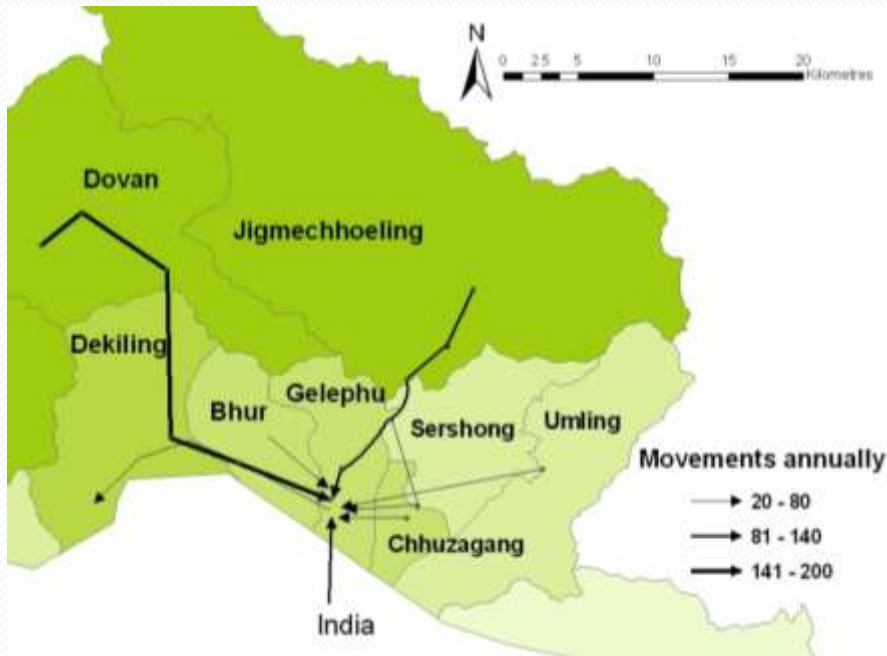 N
0 2.5 5 10 15 20
Kilometres
Dovan
Jigmechhoeling
Dekiling
Bhur
Gelephu
Sershong
Umling
Movements annually
20 - 80
81 - 140
141 - 200
Chhuzagang
India